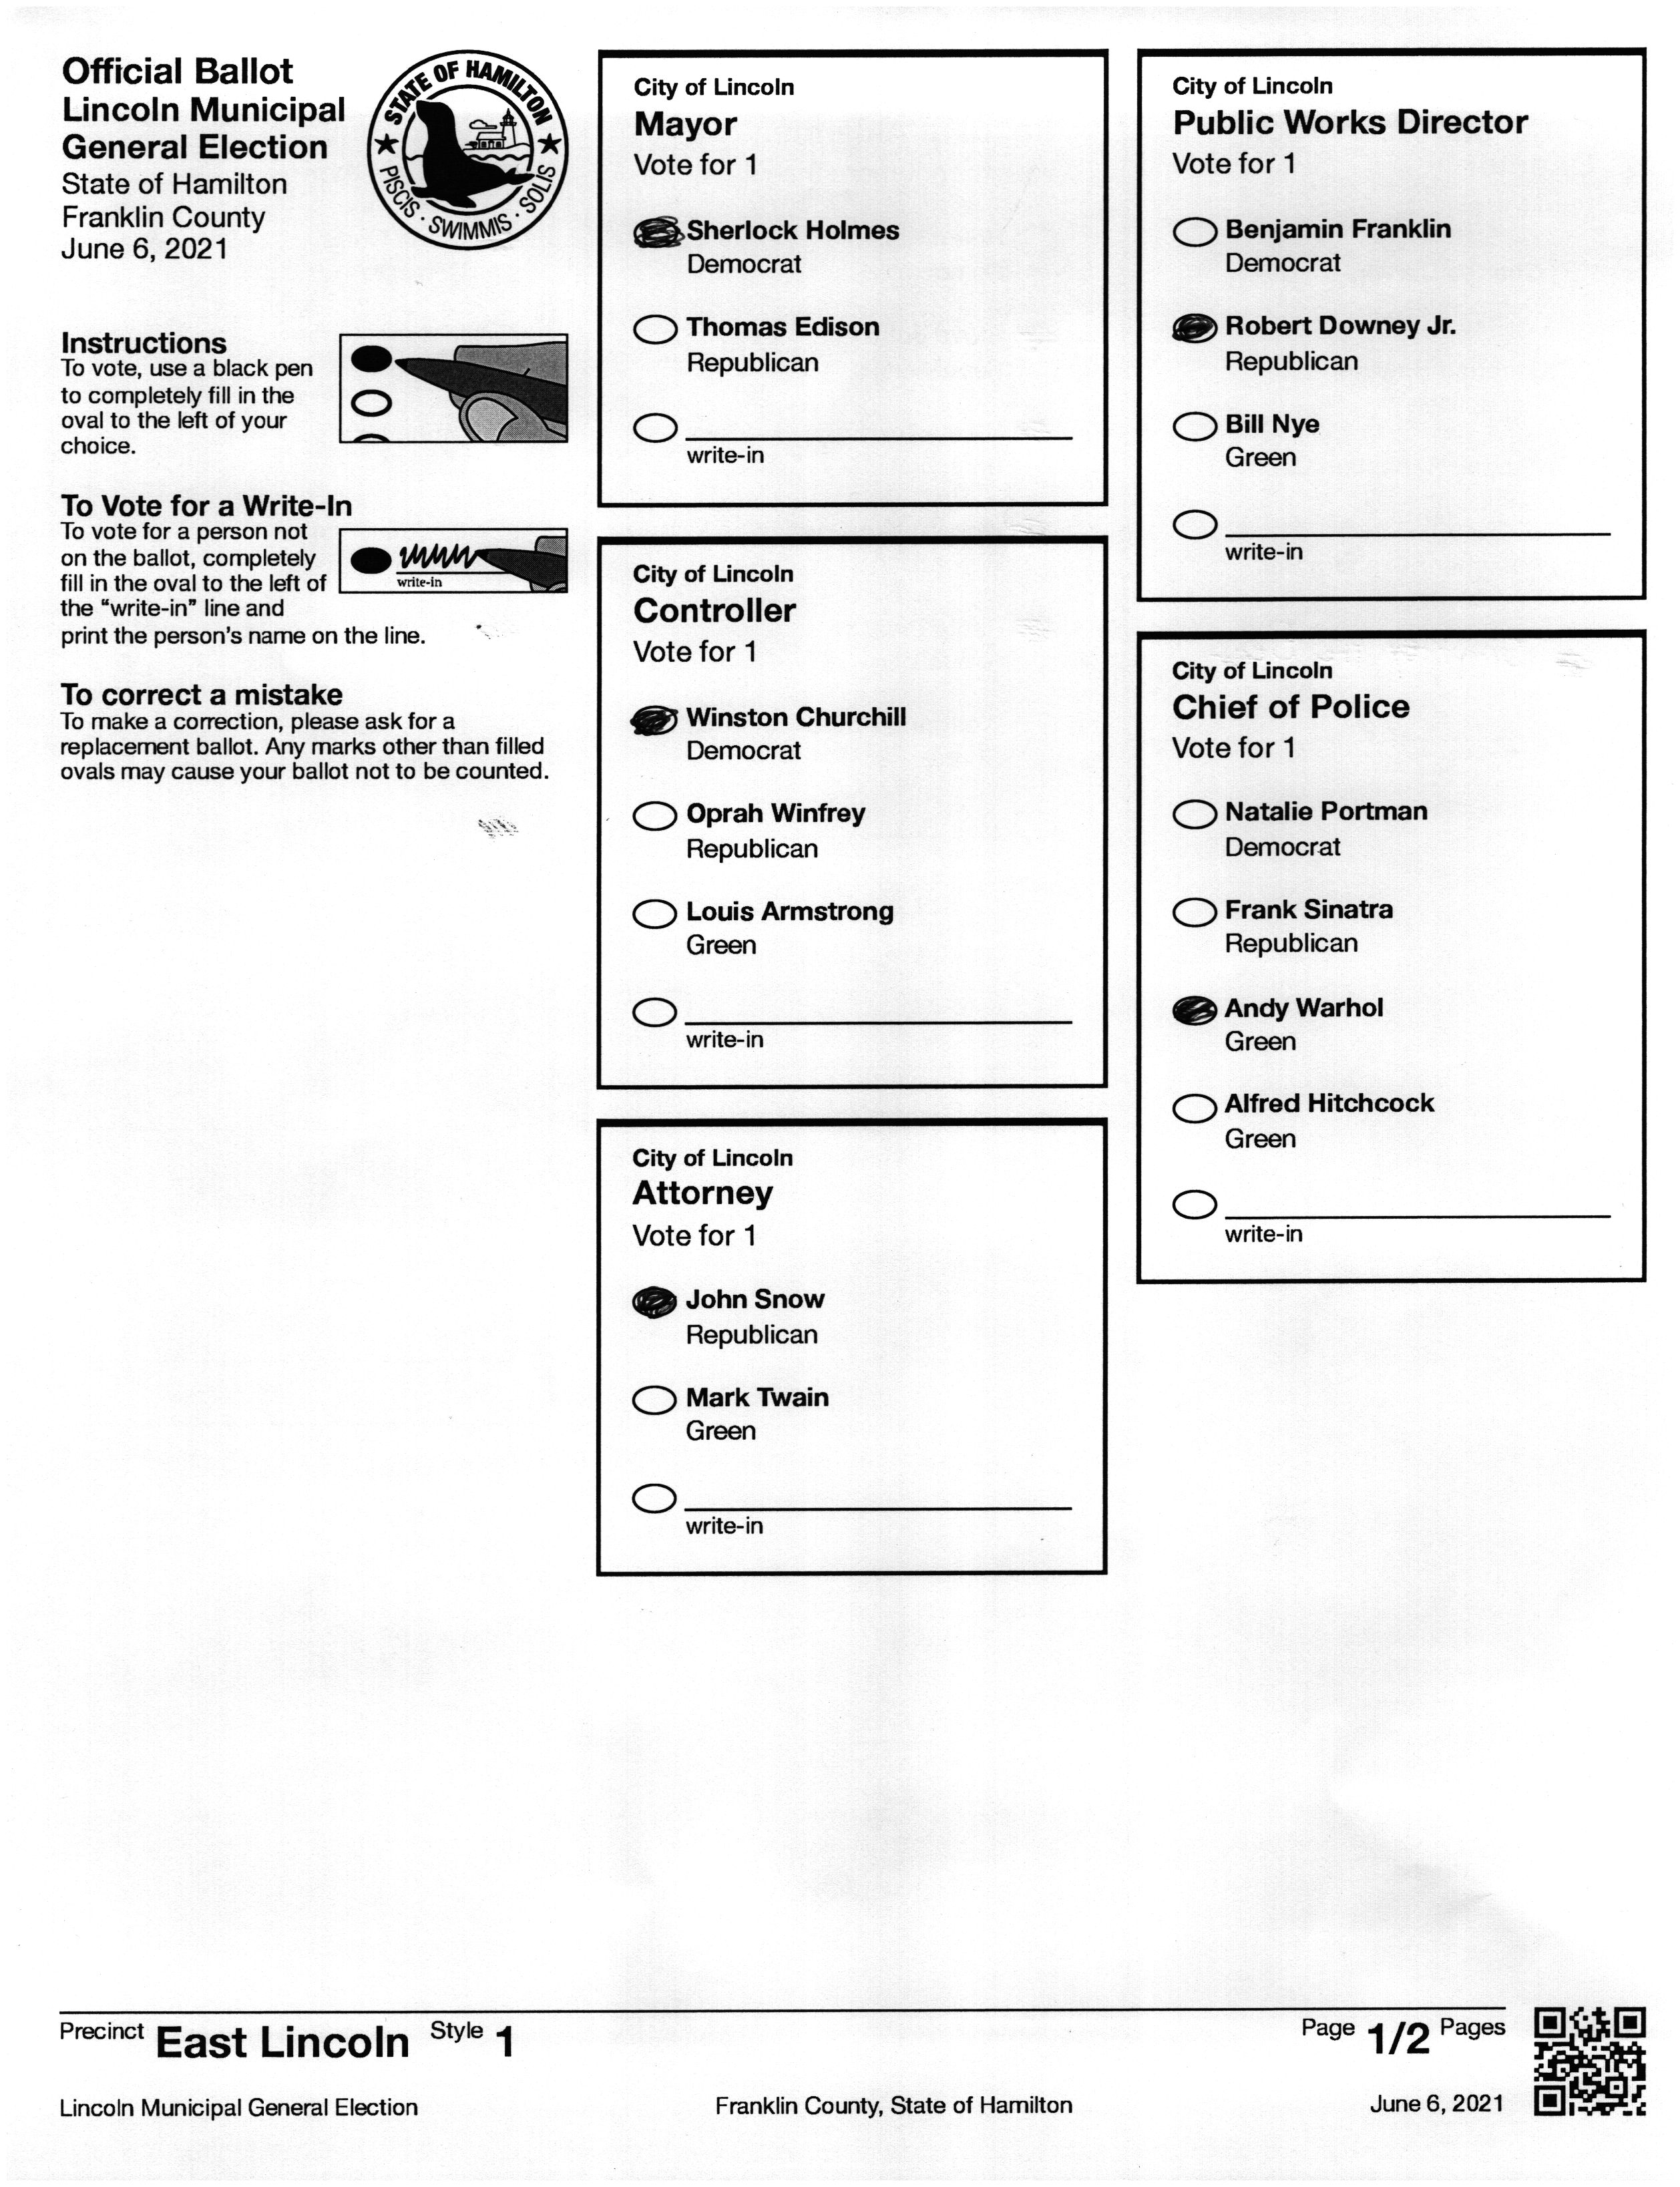 Official Ballot
Lincoln Municipal
General Election
State of Hamilton
Franklin County
June 6, 2021
STATE OF HAMILTON
PISCIS · SWIMMIS · SOLIS
Instructions
To vote, use a black pen
to completely fill in the
oval to the left of your
choice.
To Vote for a Write-In
To vote for a person not
on the ballot, completely
fill in the oval to the left of
the “write-in” line and
print the person's name on the line.
write-in
To correct a mistake
To make a correction, please ask for a
replacement ballot. Any marks other than filled
ovals may cause your ballot not to be counted.
City of Lincoln
Mayor
Vote for 1
Sherlock Holmes
Democrat
Thomas Edison
Republican
write-in
City of Lincoln
Controller
Vote for 1
Winston Churchill
Democrat
Oprah Winfrey
Republican
Louis Armstrong
Green
write-in
City of Lincoln
Attorney
Vote for 1
John Snow
Republican
Mark Twain
Green
write-in
City of Lincoln
Public Works Director
Vote for 1
Benjamin Franklin
Democrat
Robert Downey Jr.
Republican
Bill Nye
Green
write-in
City of Lincoln
Chief of Police
Vote for 1
Natalie Portman
Democrat
Frank Sinatra
Republican
Andy Warhol
Green
Alfred Hitchcock
Green
write-in
Precinct East Lincoln Style 1
Page 1/2 Pages
Lincoln Municipal General Election
Franklin County, State of Hamilton
June 6, 2021